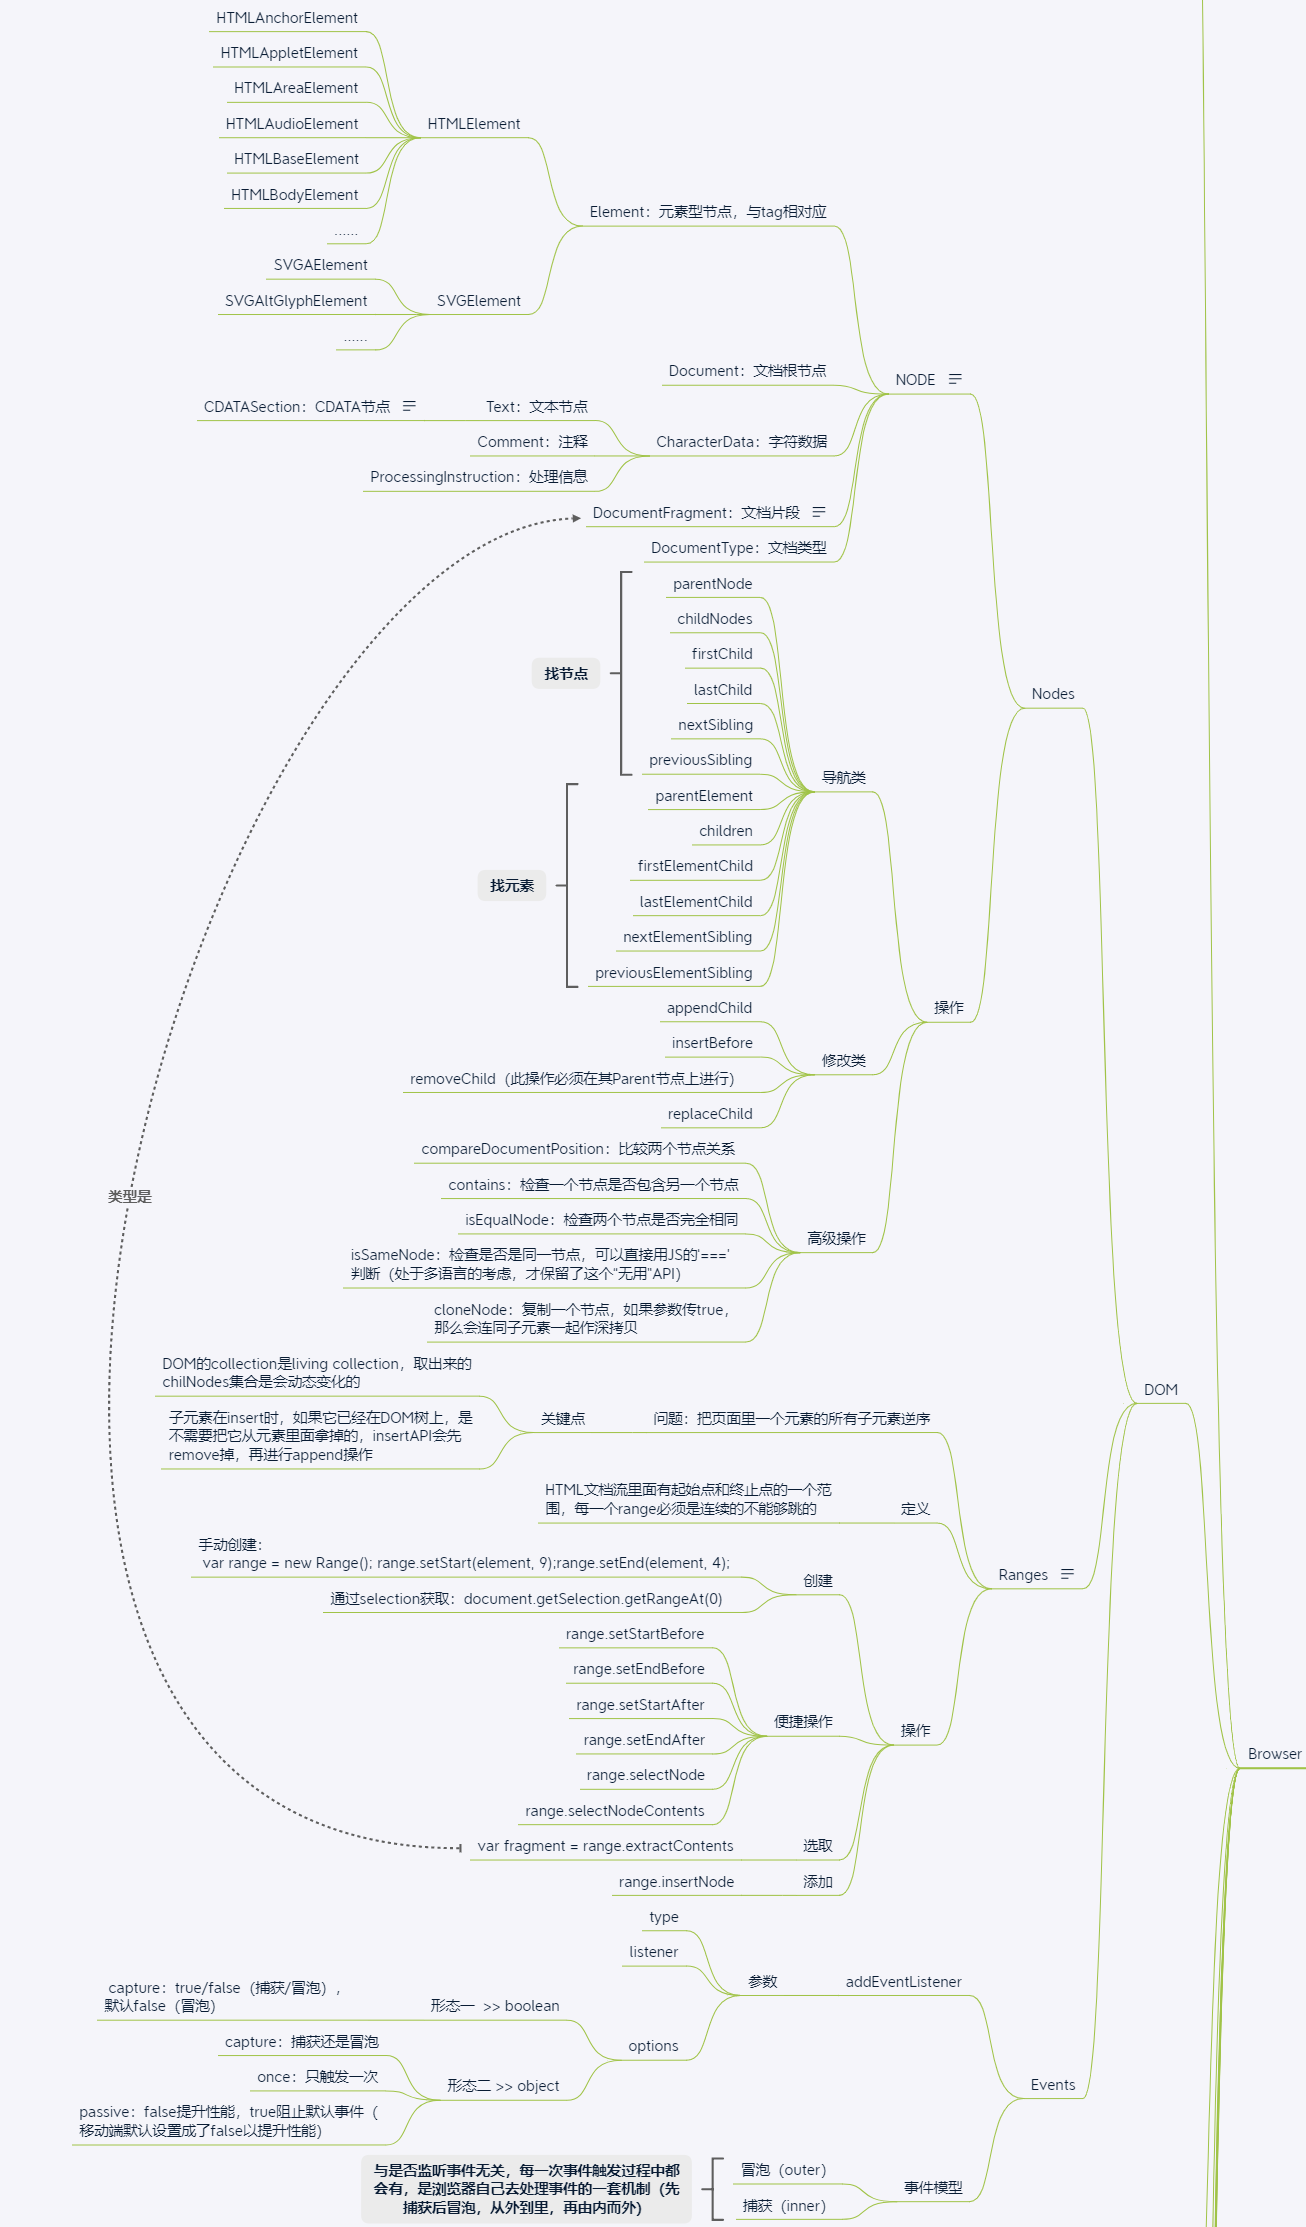 HTMLAnchorElement
HTMLAppletElement
HTMLAreaElement
HTMLAudioElement
HTMLElement
HTMLBaseElement
HTMLBodyElement
……
Element：元素型节点，与tag相对应
SVGAElement
SVGAltGlyphElement
SVGElement
……
Document：文档根节点
NODE
CDATASection：CDATA节点
Text：文本节点
Comment：注释
CharacterData：字符数据
ProcessingInstruction：处理信息
DocumentFragment：文档片段
DocumentType：文档类型
parentNode
childNodes
firstChild
找节点
lastChild
Nodes
nextSibling
previousSibling
导航类
parentElement
children
firstElementChild
找元素
lastElementChild
nextElementSibling
previousElementSibling
appendChild
操作
insertBefore
修改类
removeChild（此操作必须在其Parent节点上进行）
replaceChild
compareDocumentPosition：比较两个节点关系
contains：检查一个节点是否包含另一个节点
类型是
isEqualNode：检查两个节点是否完全相同
高级操作
isSameNode：检查是否是同一节点，可以直接用JS的'==='
判断（处于多语言的考虑，才保留了这个"无用"API）
cloneNode：复制一个节点，如果参数传true，
那么会连同子元素一起作深拷贝
DOM的collection是living collection，取出来的
chilNodes集合是会动态变化的
DOM
子元素在insert时，如果它已经在DOM树上，是
不需要把它从元素里面拿掉的，insertAPI会先
remove掉，再进行append操作
关键点
问题：把页面里一个元素的所有子元素逆序
HTML文档流里面有起始点和终止点的一个范
围，每一个range必须是连续的不能够跳的
定义
手动创建：
var range = new Range(); range.setStart(element, 9);range.setEnd(element, 4);
创建
Ranges
通过selection获取：document.getSelection.getRangeAt(0)
range.setStartBefore
range.setEndBefore
range.setStartAfter
便捷操作
操作
range.setEndAfter
Browser
range.selectNode
range.selectNodeContents
var fragment = range.extractContents
选取
range.insertNode
添加
type
listener
参数
addEventListener
capture：true/false（捕获/冒泡），
默认false（冒泡）
形态一 >> boolean
options
capture：捕获还是冒泡
once：只触发一次
形态二 >> object
Events
passive：false提升性能，true阻止默认事件（
移动端默认设置成了false以提升性能）
与是否监听事件无关，每一次事件触发过程中都
会有，是浏览器自己去处理事件的一套机制（先
捕获后冒泡，从外到里，再由内而外）
冒泡（outer）
事件模型
捕获（inner）